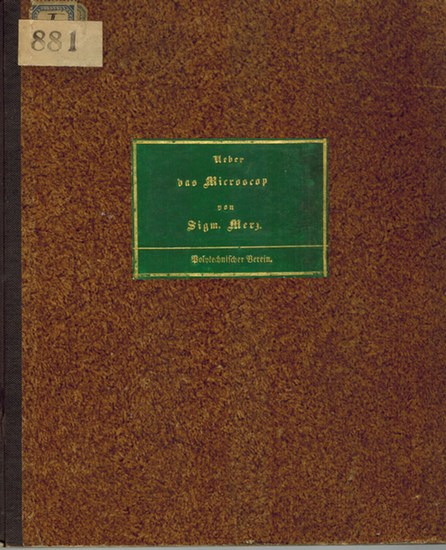 881
Ueber
das Microscop
von
Sigm. Merz.
Polytechnischer Verein.